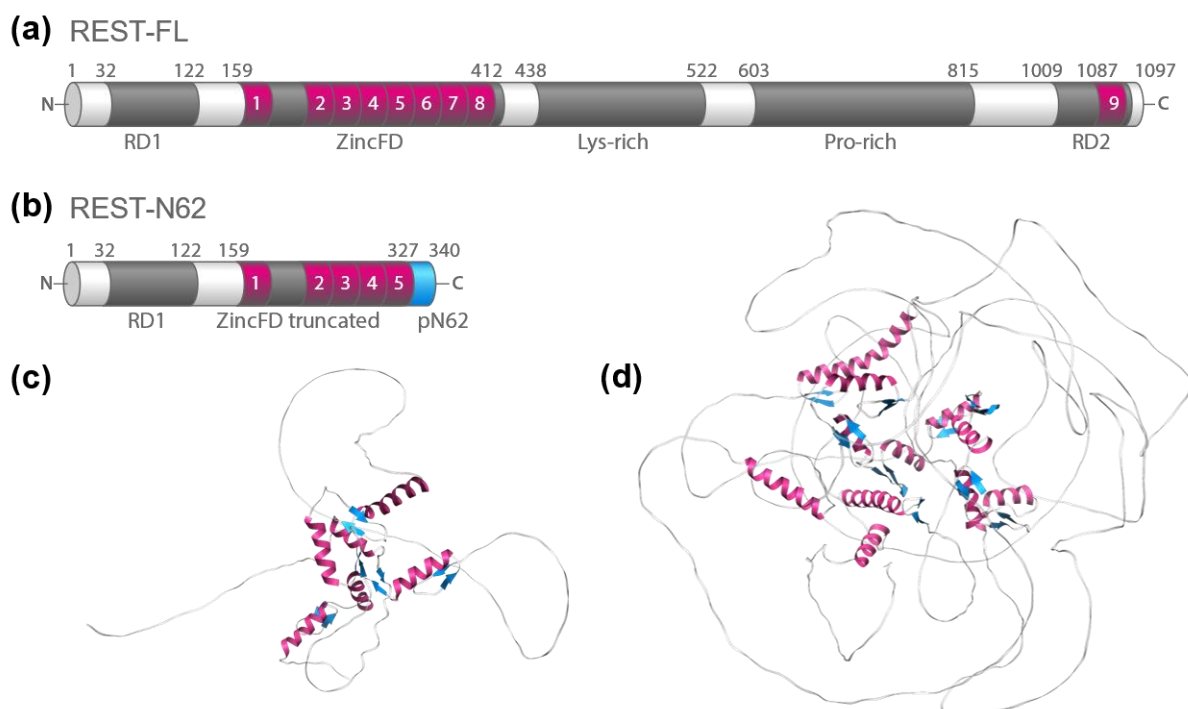 (a) REST-FL
1 32 122 159 412 438 522 603 815 1009 1087 1097
N 1 2 3 4 5 6 7 8 9 C
RD1 ZincFD Lys-rich Pro-rich RD2
(b) REST-N62
1 32 122 159 327 340
N 1 2 3 4 5 C
RD1 ZincFD truncated pN62
(c) (d)